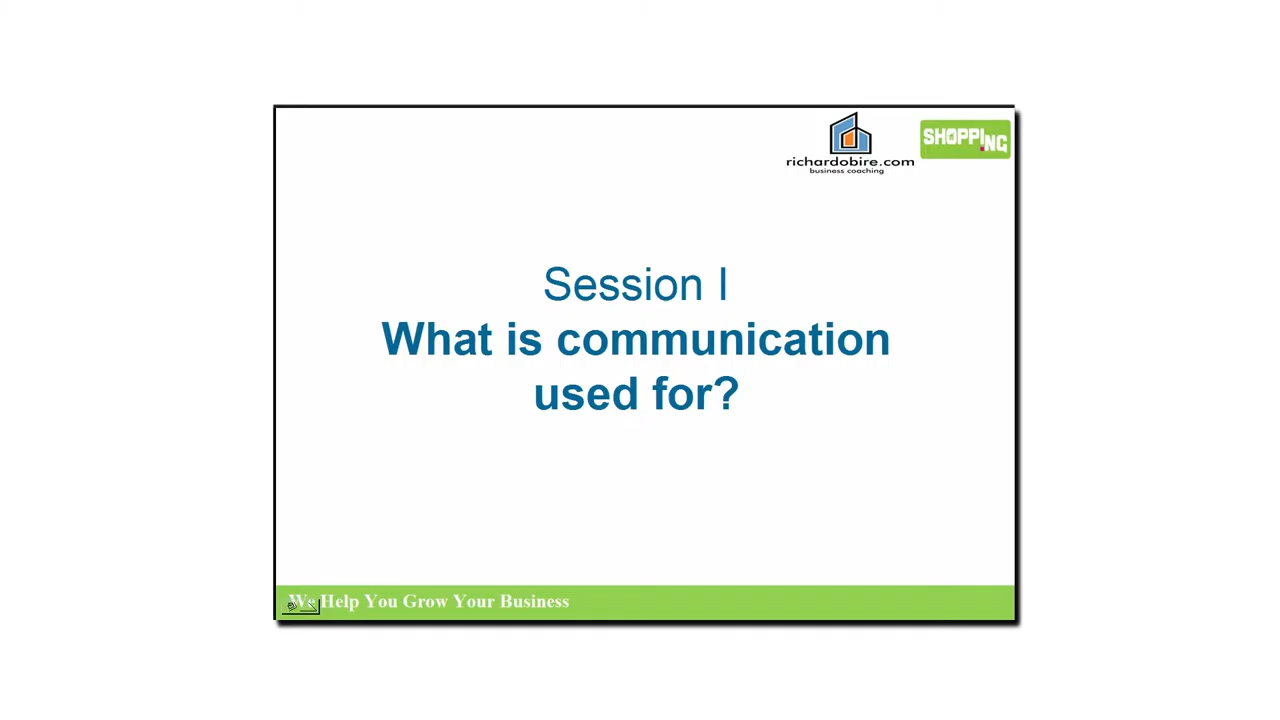 richardobire.com
business coaching
SHOPPING
Session I
What is communication
used for?
We Help You Grow Your Business